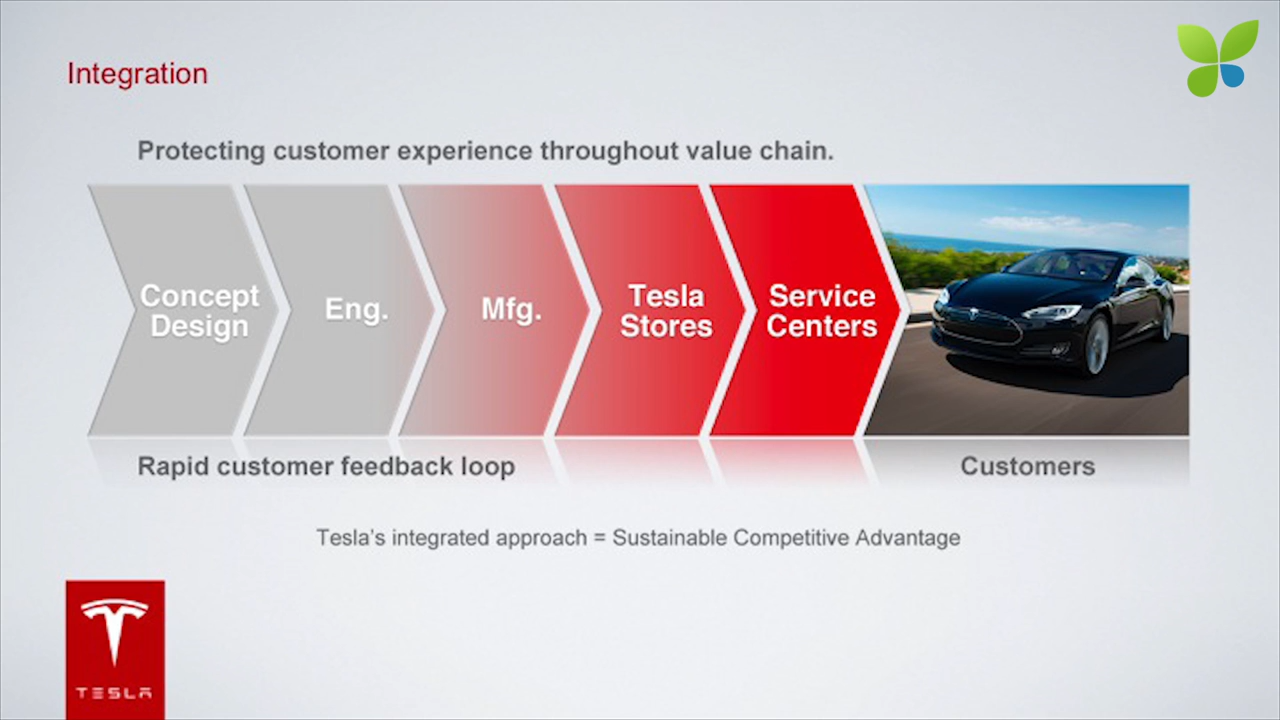 Integration
Protecting customer experience throughout value chain.
Concept
Design
Eng.
Mfg.
Tesla
Stores
Service
Centers
Rapid customer feedback loop
Customers
Tesla's integrated approach = Sustainable Competitive Advantage
TESLA